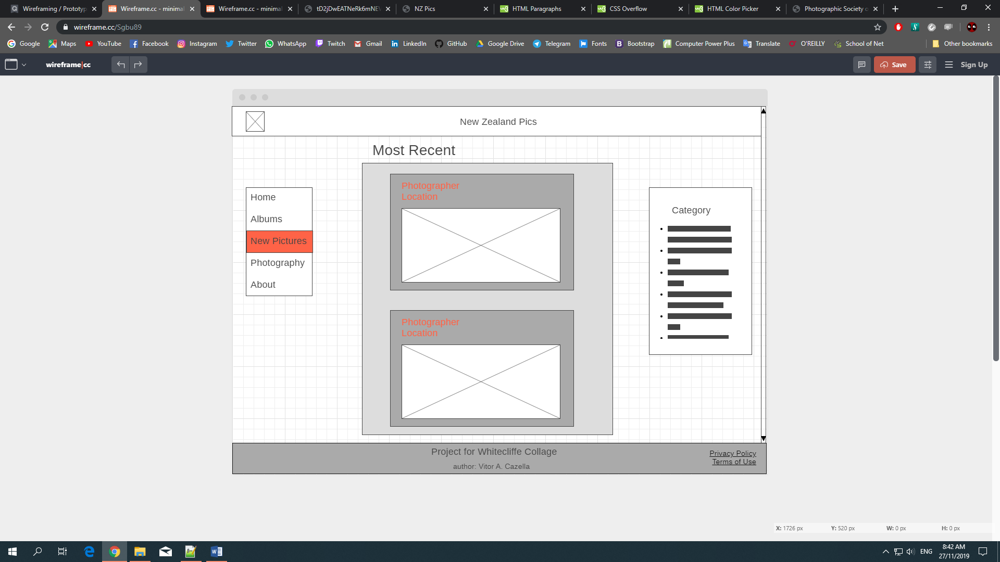 Wireframing / Prototyp
Wireframe.cc - minimal
Wireframe.cc - minimal
tD2jDwEATNeRk6mNEV
NZ Pics
HTML Paragraphs
CSS Overflow
HTML Color Picker
Photographic Society o
wireframe.cc/Sgbu89
Google
Maps
YouTube
Facebook
Instagram
Twitter
WhatsApp
Twitch
Gmail
LinkedIn
GitHub
Google Drive
Telegram
Fonts
Bootstrap
Computer Power Plus
Translate
O'REILLY
School of Net
Other bookmarks
wireframe|cc
Save
Sign Up
New Zealand Pics
Most Recent
Home
Albums
New Pictures
Photography
About
Photographer
Location
Photographer
Location
Category
Project for Whitecliffe Collage
author: Vitor A. Cazella
Privacy Policy
Terms of Use
X: 1726 px
Y: 520 px
W: 0 px
H: 0 px
ENG
8:42 AM
27/11/2019